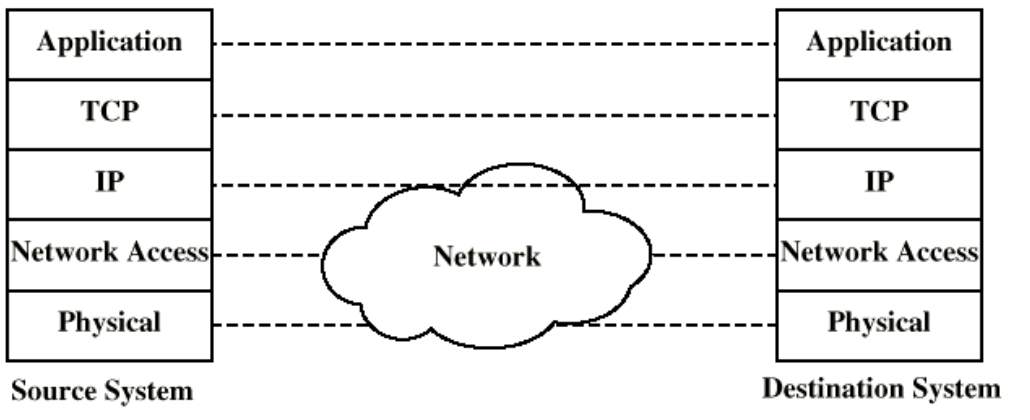 Application
TCP
IP
Network Access
Physical
Source System
Network
Application
TCP
IP
Network Access
Physical
Destination System